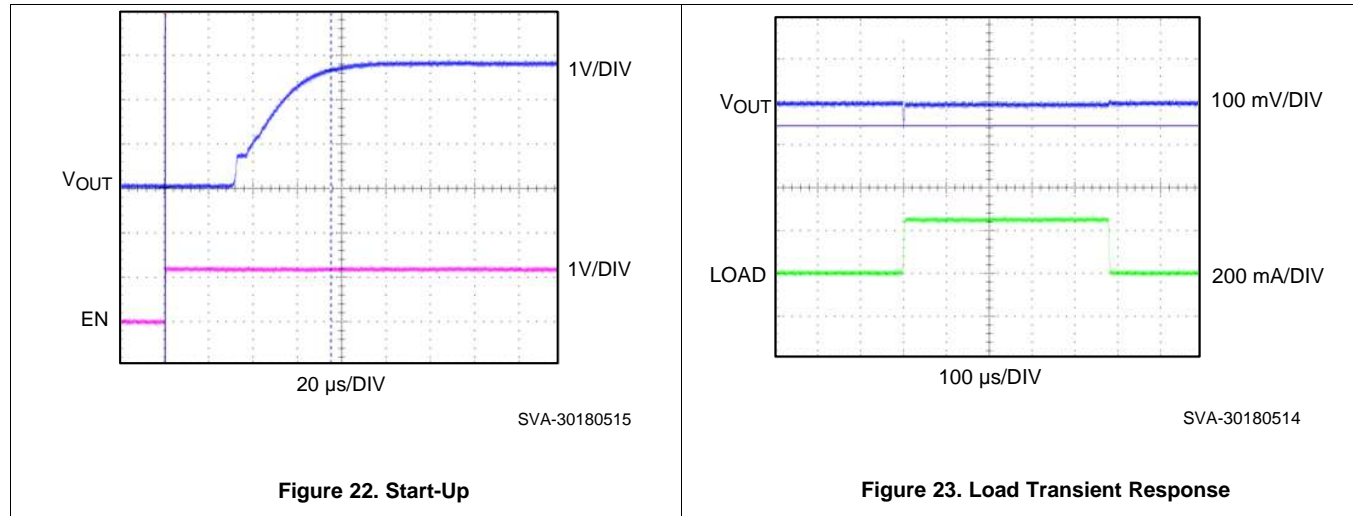 1V/DIV
VOUT
1V/DIV
EN
20 µs/DIV
SVA-30180515
Figure 22. Start-Up
VOUT
100 mV/DIV
LOAD
200 mA/DIV
100 µs/DIV
SVA-30180514
Figure 23. Load Transient Response